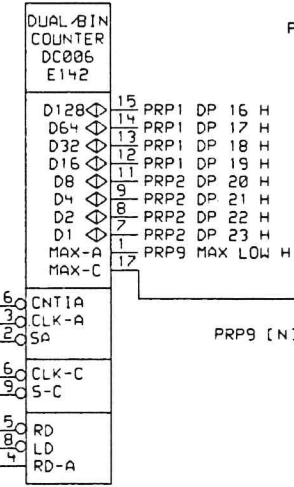 DUAL/BIN
COUNTER
DC006
E142
D128 15 PRP1 DP 16 H
D64 14 PRP1 DP 17 H
D32 13 PRP1 DP 18 H
D16 12 PRP1 DP 19 H
D8 11 PRP2 DP 20 H
D4 9 PRP2 DP 21 H
D2 8 PRP2 DP 22 H
D1 7 PRP2 DP 23 H
MAX-A 1 PRP9 MAX LOW H
MAX-C 17
6 CNTIA
3 CLK-A
2 SA
PRP9 [N
6 CLK-C
9 S-C
5 RD
8 LD
4 RD-A